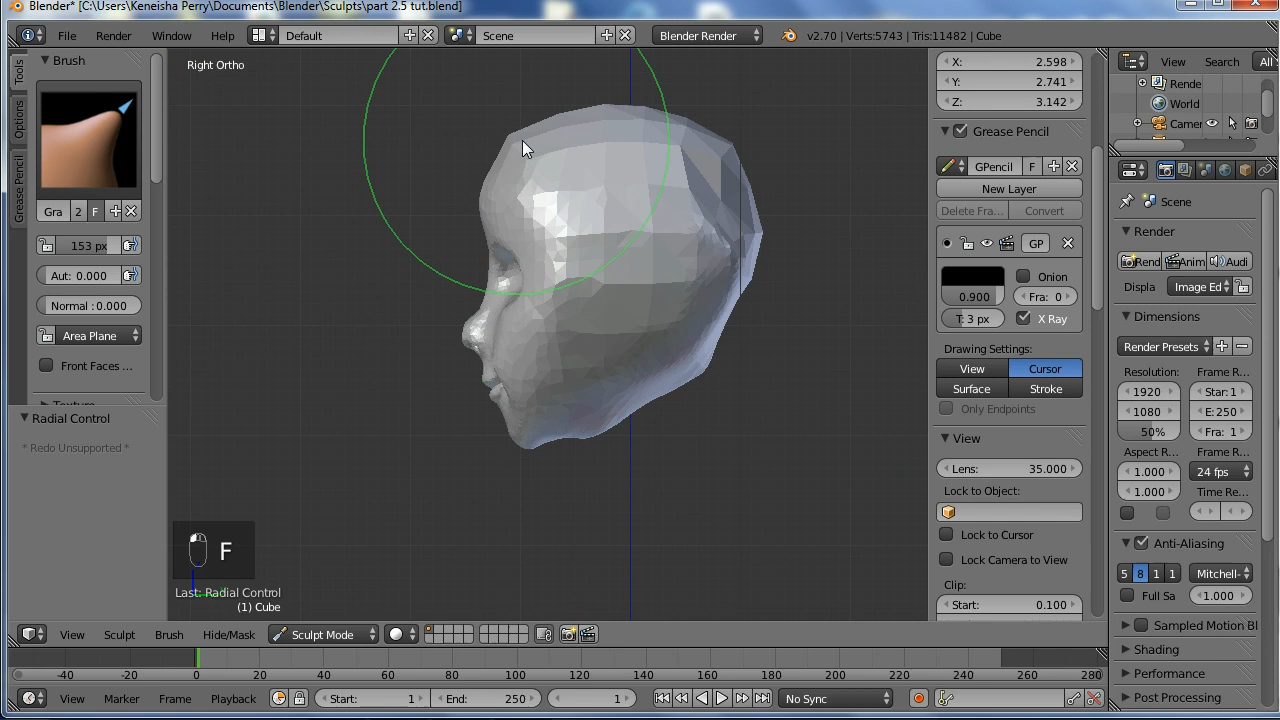 Blender* [C:\Users\Keneisha Perry\Documents\Blender\Sculpts\part 2.5 tut.blend]
File Render Window Help Default Scene Blender Render v2.70 | Verts:5743 | Tris:11482 | Cube View Search All
Tools
Options
Grease Pencil
Brush
Gra 2 F
153 px
Aut: 0.000
Normal : 0.000
Area Plane
Front Faces ...
Texture
Radial Control
* Redo Unsupported *
Right Ortho
F
Last: Radial Control
(1) Cube
X: 2.598
Y: 2.741
Z: 3.142
Grease Pencil
GPencil F
New Layer
Delete Fra... Convert
GP
Onion
0.900 Fra: 0
T: 3 px X Ray
Drawing Settings:
View Cursor
Surface Stroke
Only Endpoints
View
Lens: 35.000
Lock to Object:
Lock to Cursor
Lock Camera to View
Clip:
Start: 0.100
Rende
World
Camer
Scene
Render
Rend Anim Audi
Displa Image Ed
Dimensions
Render Presets
Resolution: Frame R...
1920 Star: 1
1080 E: 250
50% Fra: 1
Aspect R... Frame R...
1.000 24 fps
1.000 Time Re...
Anti-Aliasing
5 8 1 1 Mitchell-
Full Sa 1.000
Sampled Motion Bl
Shading
Performance
Post Processing
View Sculpt Brush Hide/Mask Sculpt Mode
-40 -20 0 20 40 60 80 100 120 140 160 180 200 220 240 260 280
View Marker Frame Playback Start: 1 End: 250 1 No Sync